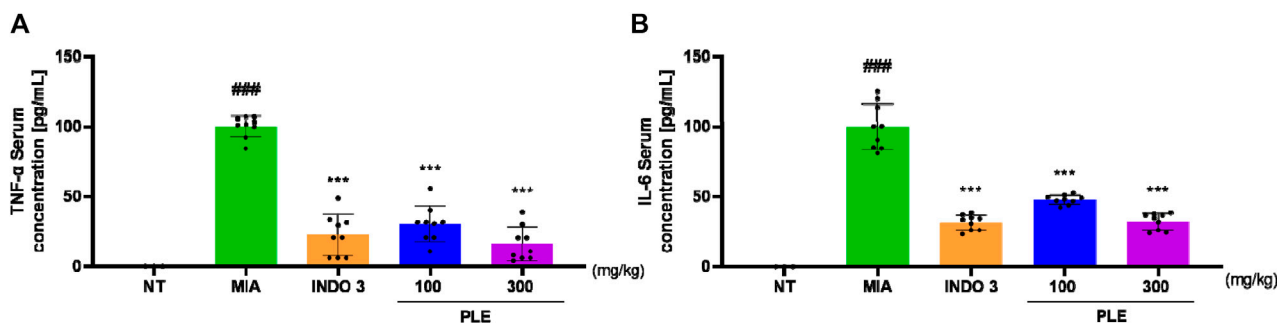 A
TNF-α Serum
concentration [pg/mL]
150
100
50
0
###
***
***
***
NT
MIA
INDO 3
100
300
(mg/kg)
PLE
B
IL-6 Serum
concentration [pg/mL]
150
100
50
0
###
***
***
***
NT
MIA
INDO 3
100
300
(mg/kg)
PLE